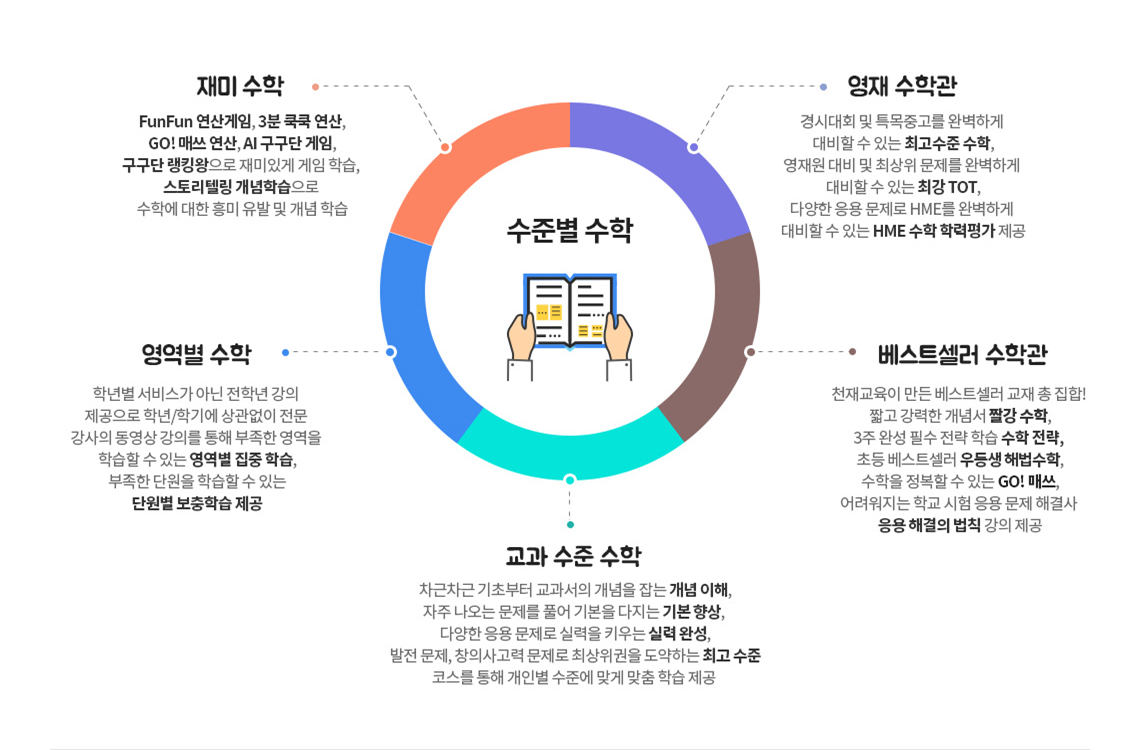 재미 수학
FunFun 연산게임, 3분 쿡쿡 연산,
GO! 매쓰 연산, AI 구구단 게임,
구구단 랭킹왕으로 재미있게 게임 학습,
스토리텔링 개념학습으로
수학에 대한 흥미 유발 및 개념 학습
영재 수학관
경시대회 및 특목중고를 완벽하게
대비할 수 있는 최고수준 수학,
영재원 대비 및 최상위 문제를 완벽하게
대비할 수 있는 최강 TOT,
다양한 응용 문제로 HME를 완벽하게
대비할 수 있는 HME 수학 학력평가 제공
수준별 수학
영역별 수학
학년별 서비스가 아닌 전학년 강의
제공으로 학년/학기에 상관없이 전문
강사의 동영상 강의를 통해 부족한 영역을
학습할 수 있는 영역별 집중 학습,
부족한 단원을 학습할 수 있는
단원별 보충학습 제공
베스트셀러 수학관
천재교육이 만든 베스트셀러 교재 총 집합!
짧고 강력한 개념서 짤강 수학,
3주 완성 필수 전략 학습 수학 전략,
초등 베스트셀러 우등생 해법수학,
수학을 정복할 수 있는 GO! 매쓰,
어려워지는 학교 시험 응용 문제 해결사
응용 해결의 법칙 강의 제공
교과 수준 수학
차근차근 기초부터 교과서의 개념을 잡는 개념 이해,
자주 나오는 문제를 풀어 기본을 다지는 기본 향상,
다양한 응용 문제로 실력을 키우는 실력 완성,
발전 문제, 창의사고력 문제로 최상위권을 도약하는 최고 수준
코스를 통해 개인별 수준에 맞게 맞춤 학습 제공